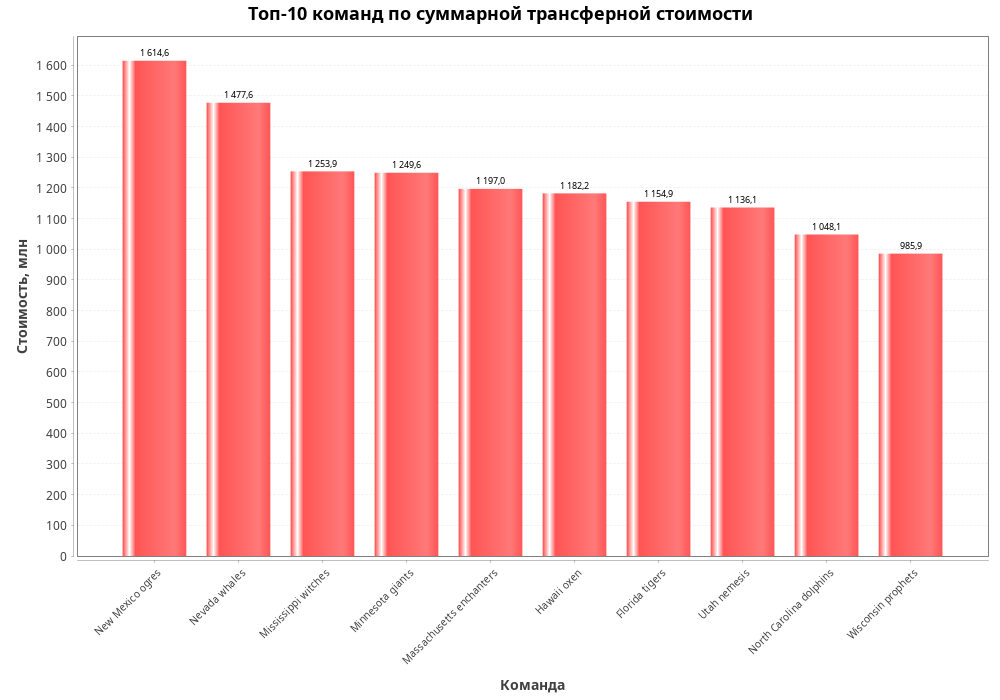 Топ-10 команд по суммарной трансферной стоимости
Стоимость, млн
1 600
1 500
1 400
1 300
1 200
1 100
1 000
900
800
700
600
500
400
300
200
100
0
1 614,6
1 477,6
1 253,9
1 249,6
1 197,0
1 182,2
1 154,9
1 136,1
1 048,1
985,9
New Mexico ogres
Nevada whales
Mississippi witches
Minnesota giants
Massachusetts enchanters
Hawaii oxen
Florida tigers
Utah nemesis
North Carolina dolphins
Wisconsin prophets
Команда